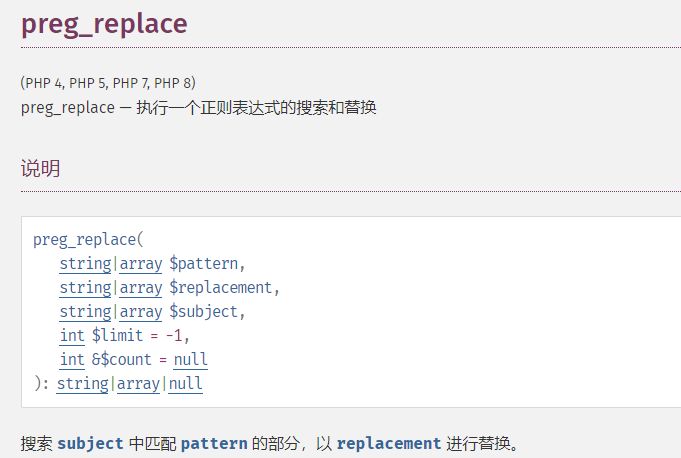 preg_replace
(PHP 4, PHP 5, PHP 7, PHP 8)
preg_replace — 执行一个正则表达式的搜索和替换
说明
preg_replace(
string|array $pattern,
string|array $replacement,
string|array $subject,
int $limit = -1,
int &$count = null
): string|array|null
搜索 subject 中匹配 pattern 的部分，以 replacement 进行替换。